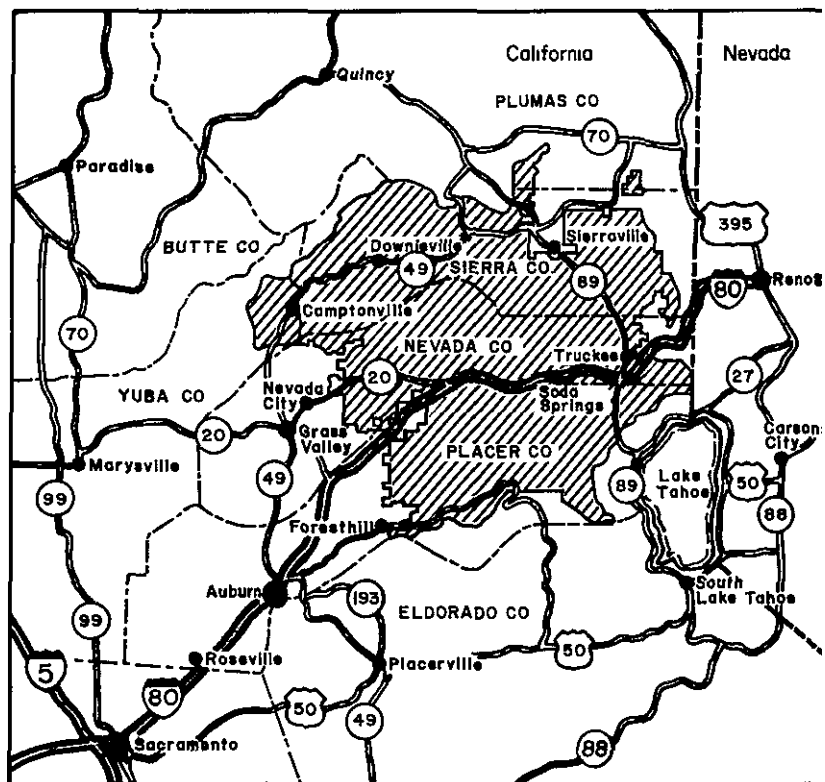 California
Nevada
Quincy
PLUMAS CO
70
Paradise
395
BUTTE CO
Downieville
49
SIERRA CO
Sierraville
89
80
Reno
Camptonville
70
NEVADA CO
Truckee
YUBA CO
Nevada
City
20
Soda
Springs
27
20
Grass
Valley
PLACER CO
Carson
City
Marysville
49
89
Lake
Tahoe
50
99
88
Foresthill
Auburn
193
ELDORADO CO
South
Lake Tahoe
99
5
Roseville
Placerville
50
80
50
49
Sacramento
88